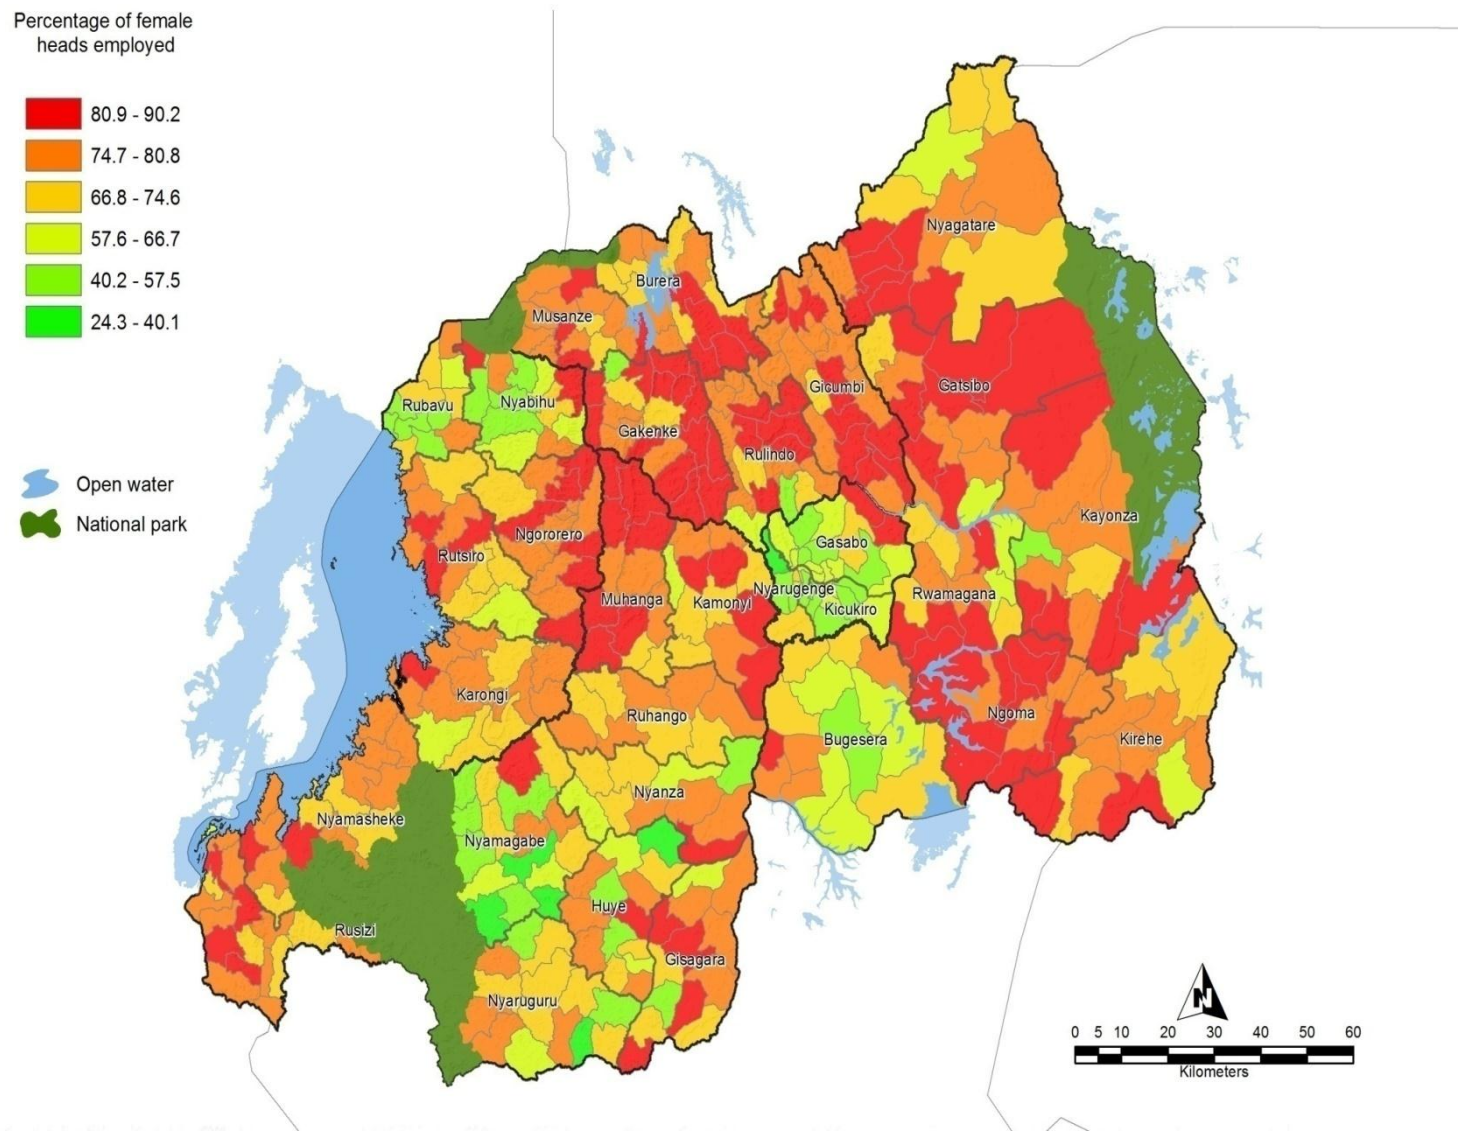 Percentage of female
heads employed
80.9 - 90.2
74.7 - 80.8
66.8 - 74.6
57.6 - 66.7
40.2 - 57.5
24.3 - 40.1
Open water
National park
Nyagatare
Burera
Musanze
Gatsibo
Gicumbi
Rubavu
Nyabihu
Gakenke
Rulindo
Kayonza
Ngororero
Gasabo
Rutsiro
Nyarugenge
Rwamagana
Muhanga
Kamonyi
Kicukiro
Karongi
Ruhango
Ngoma
Bugesera
Kirehe
Nyanza
Nyamasheke
Nyamagabe
Huye
Rusizi
Gisagara
Nyaruguru
N
0 5 10 20 30 40 50 60
Kilometers